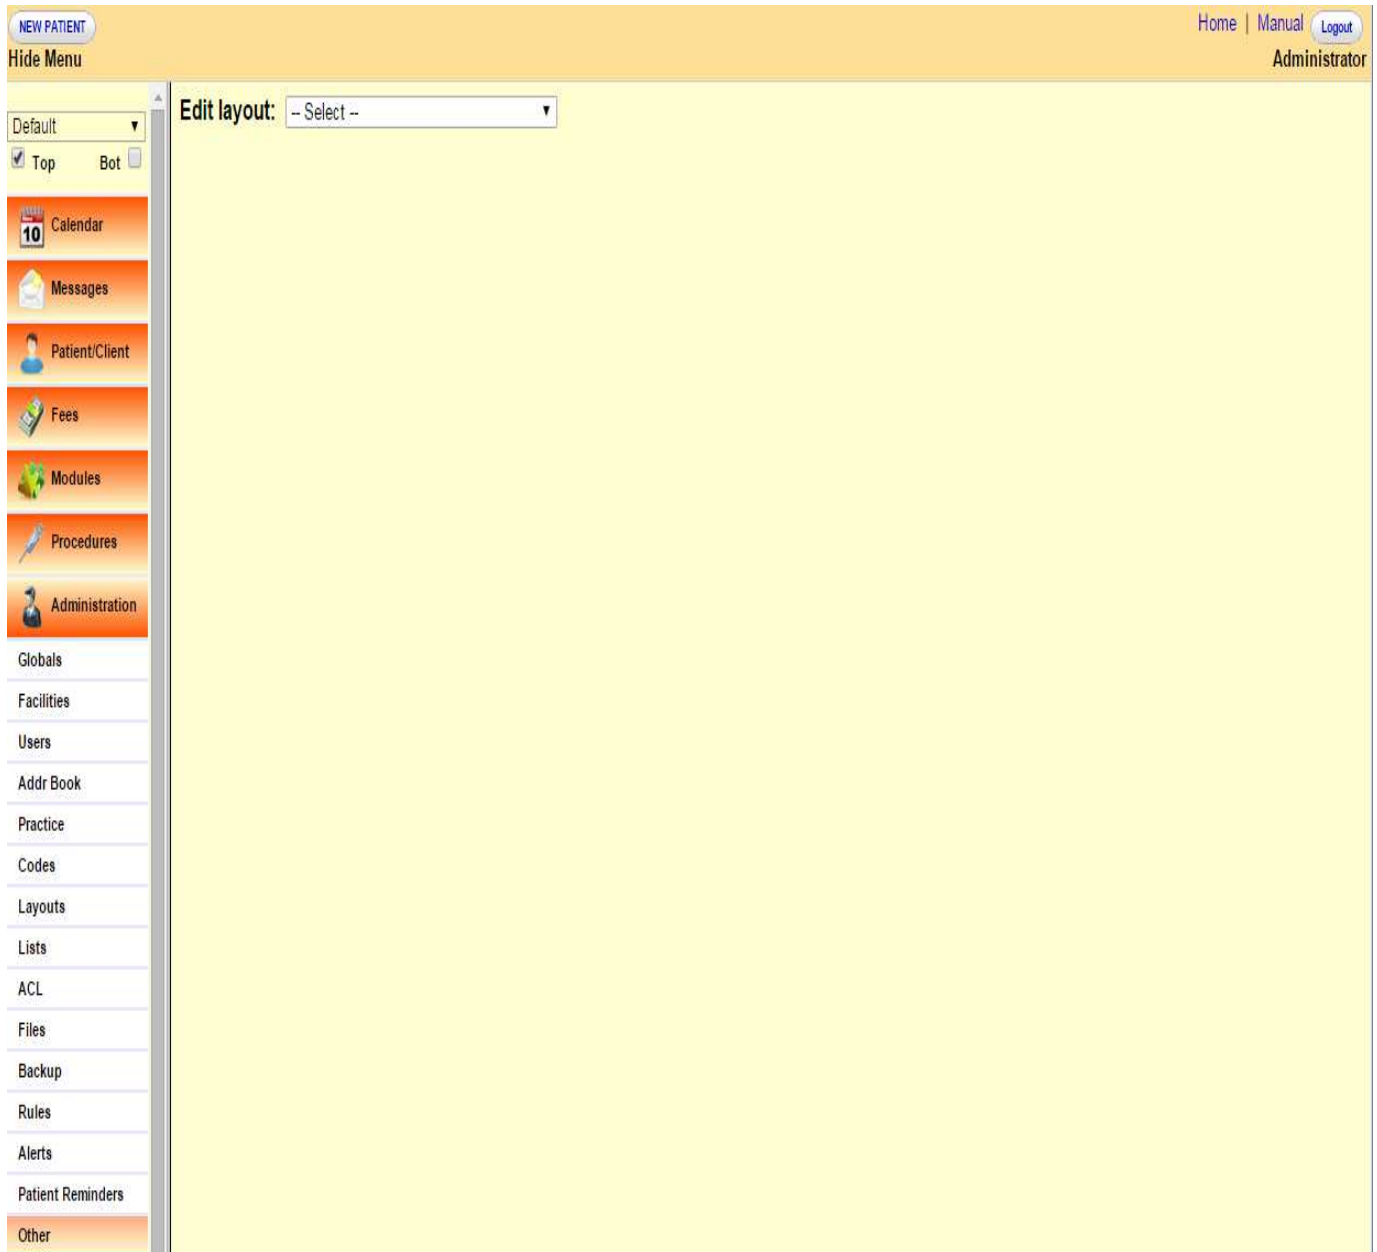 NEW PATIENT
Home | Manual Logout
Hide Menu
Administrator
Default
Top Bot
Edit layout: -- Select --
10 Calendar
Messages
Patient/Client
Fees
Modules
Procedures
Administration
Globals
Facilities
Users
Addr Book
Practice
Codes
Layouts
Lists
ACL
Files
Backup
Rules
Alerts
Patient Reminders
Other